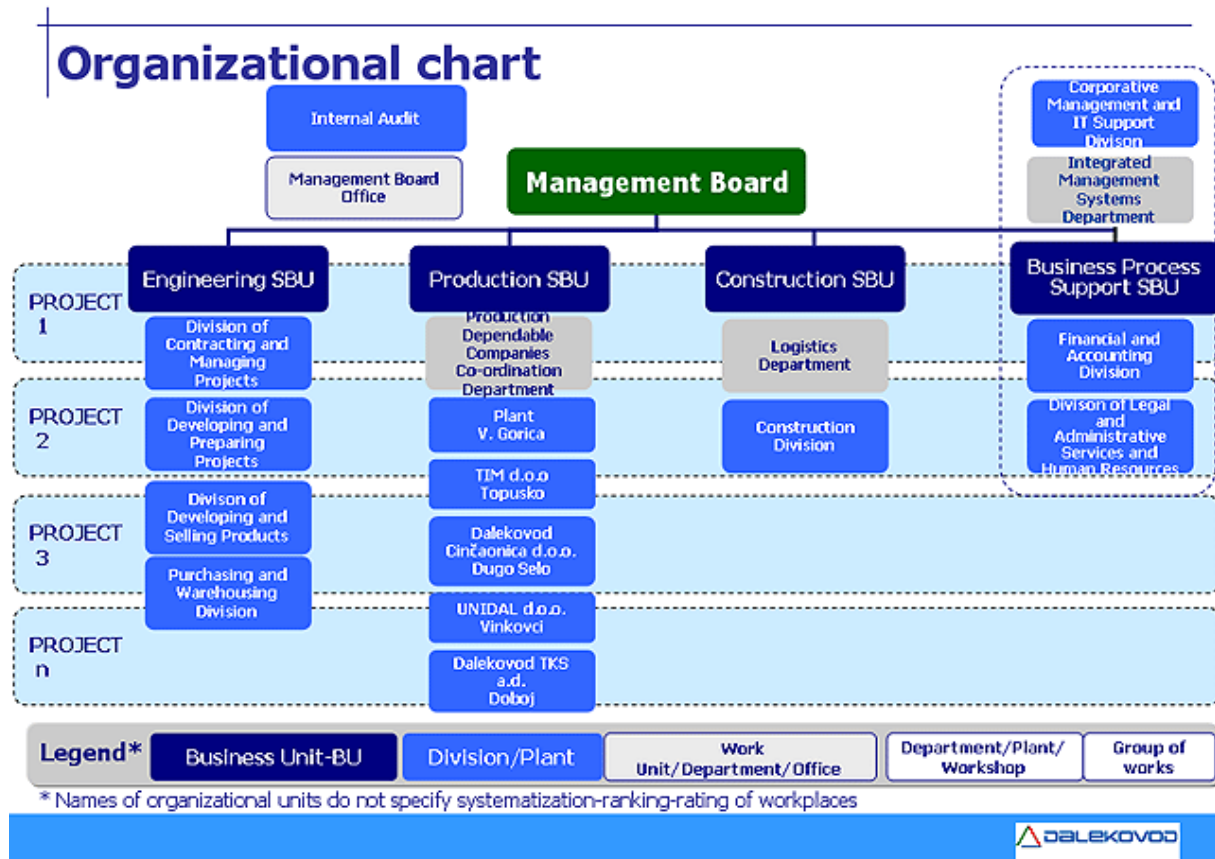 Organizational chart
Internal Audit
Management Board
Office
Management Board
Corporative
Management and
IT Support
Divison
Integrated
Management
Systems
Department
PROJECT
1
Engineering SBU
Production SBU
Construction SBU
Business Process
Support SBU
Division of
Contracting and
Managing
Projects
Production
Dependable
Companies
Co-ordination
Department
Logistics
Department
Financial and
Accounting
Division
PROJECT
2
Division of
Developing and
Preparing
Projects
Plant
V. Gorica
Construction
Division
Divison of Legal
and
Administrative
Services and
Human Resources
TIM d.o.o
Topusko
PROJECT
3
Divison of
Developing and
Selling Products
Dalekovod
Cinčaonica d.o.o.
Dugo Selo
Purchasing and
Warehousing
Division
UNIDAL d.o.o.
Vinkovci
PROJECT
n
Dalekovod TKS
a.d.
Doboj
Legend*
Business Unit-BU
Division/Plant
Work
Unit/Department/Office
Department/Plant/
Workshop
Group of
works
* Names of organizational units do not specify systematization-ranking-rating of workplaces
DALEKOVOD